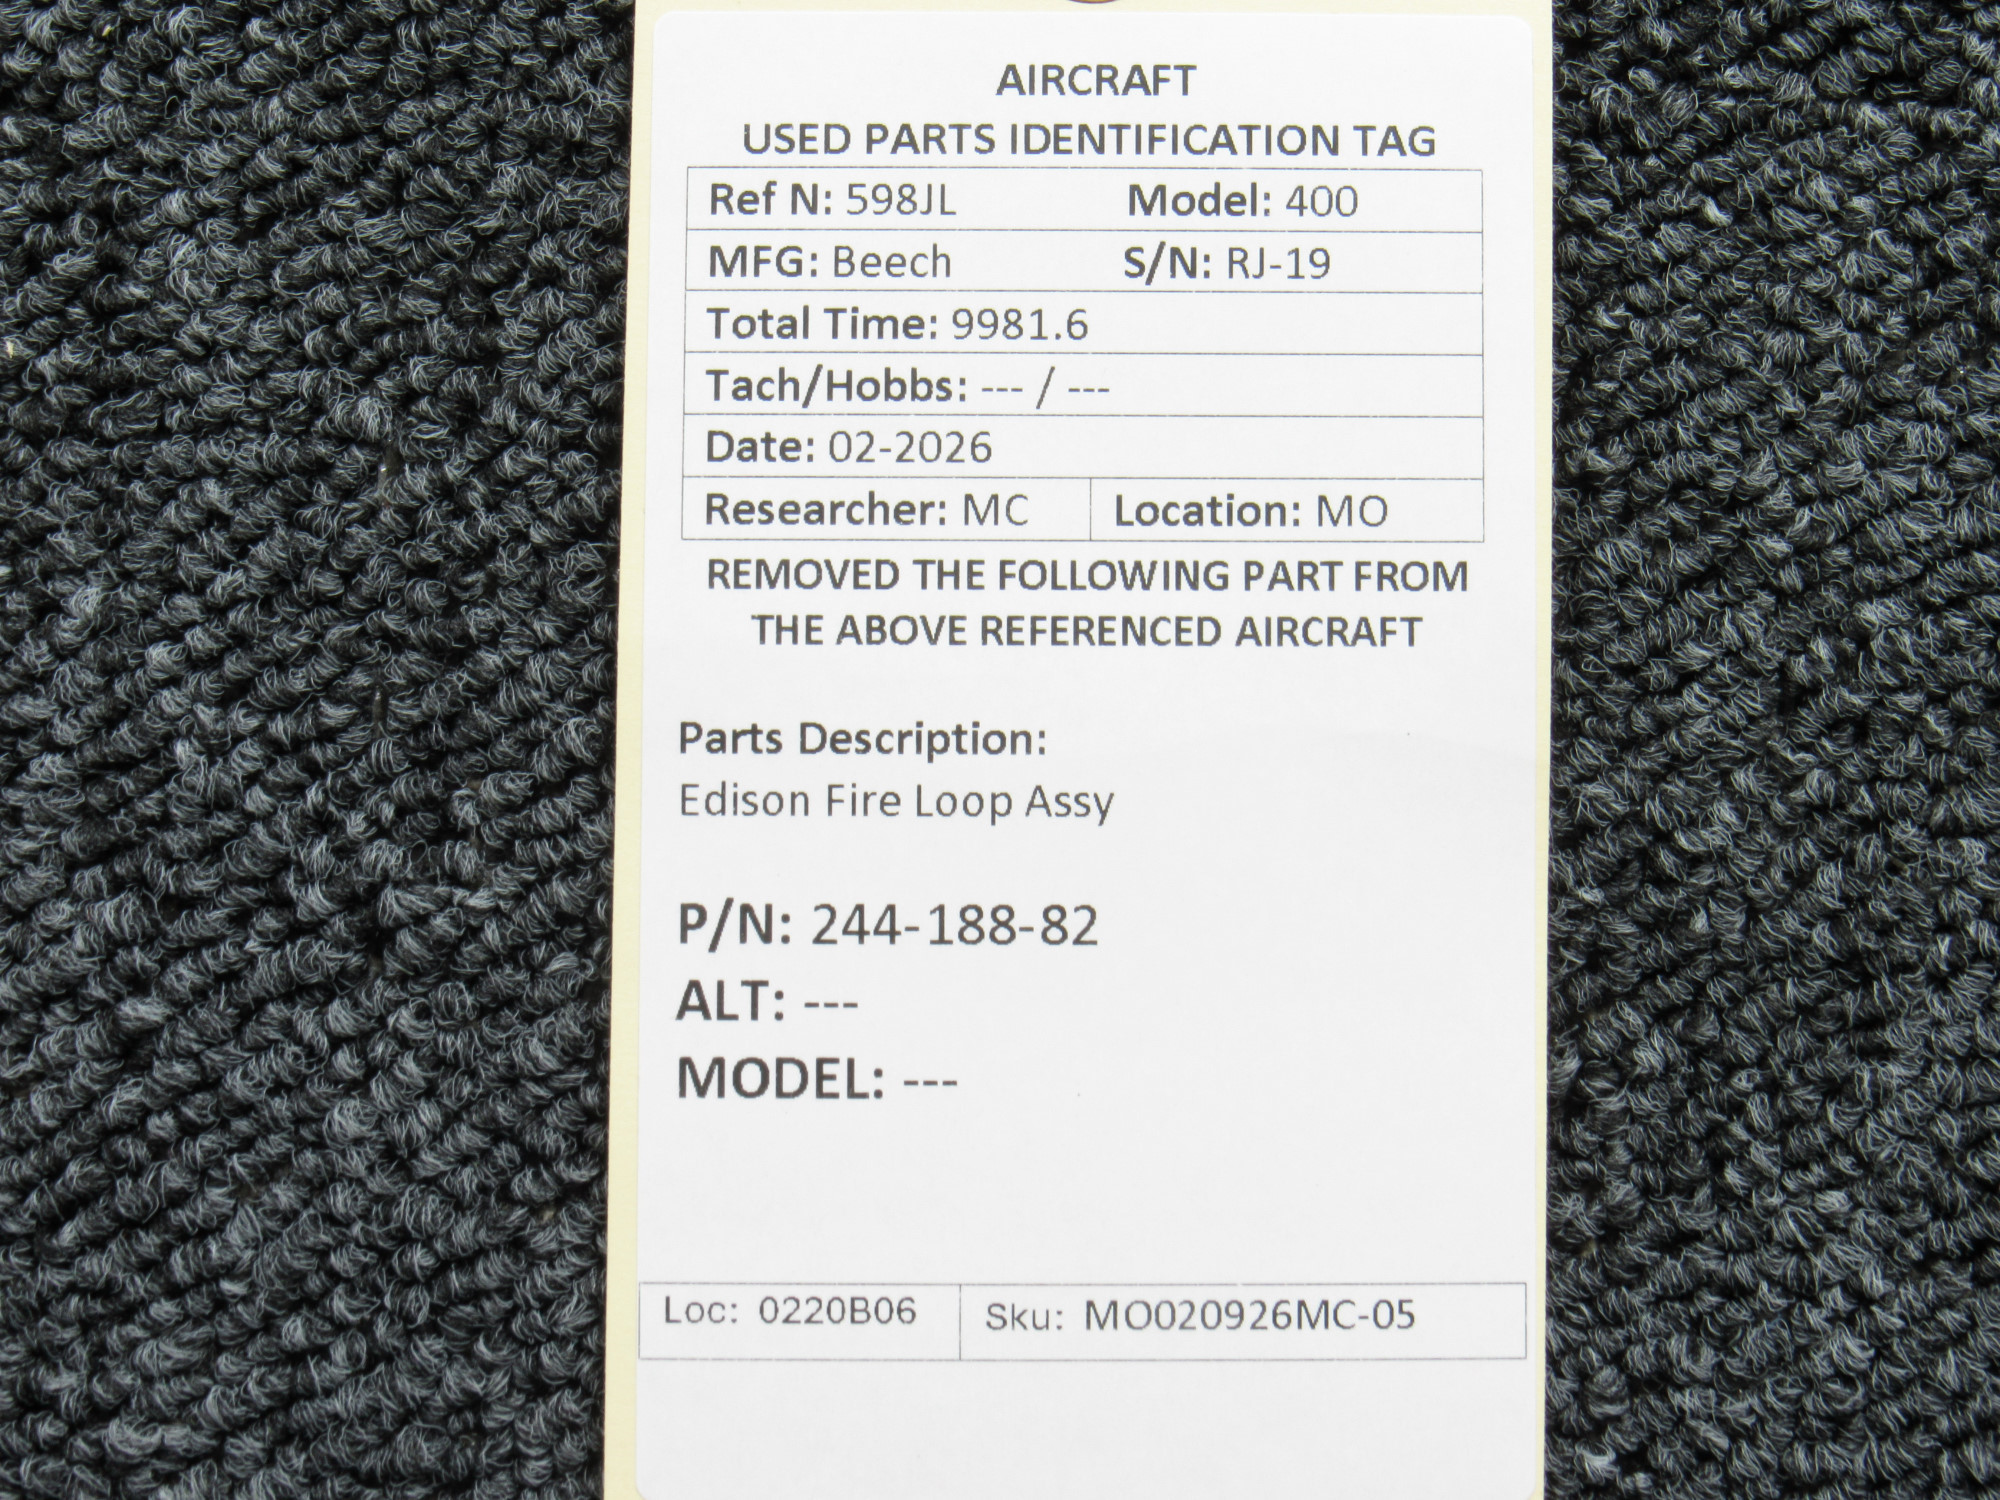 AIRCRAFT
USED PARTS IDENTIFICATION TAG
Ref N: 598JL Model: 400
MFG: Beech S/N: RJ-19
Total Time: 9981.6
Tach/Hobbs: --- / ---
Date: 02-2026
Researcher: MC Location: MO
REMOVED THE FOLLOWING PART FROM
THE ABOVE REFERENCED AIRCRAFT
Parts Description:
Edison Fire Loop Assy
P/N: 244-188-82
ALT: ---
MODEL: ---
Loc: 0220B06 Sku: MO020926MC-05